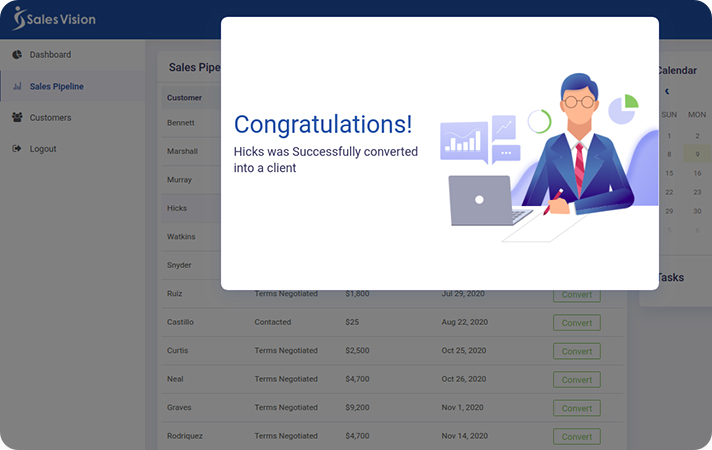 Sales Vision
Dashboard
Sales Pipeline
Customers
Logout
Sales Pipe
Customer
Bennett
Marshall
Murray
Hicks
Watkins
Snyder
Ruiz Terms Negotiated $1,800 Jul 29, 2020 Convert
Castillo Contacted $25 Aug 22, 2020 Convert
Curtis Terms Negotiated $2,500 Oct 25, 2020 Convert
Neal Terms Negotiated $4,700 Oct 26, 2020 Convert
Graves Terms Negotiated $9,200 Nov 1, 2020 Convert
Rodriquez Terms Negotiated $4,700 Nov 14, 2020 Convert
Congratulations!
Hicks was Successfully converted
into a client
Calendar
SUN MON
1 2
8 9
15 16
22 23
29 30
Tasks